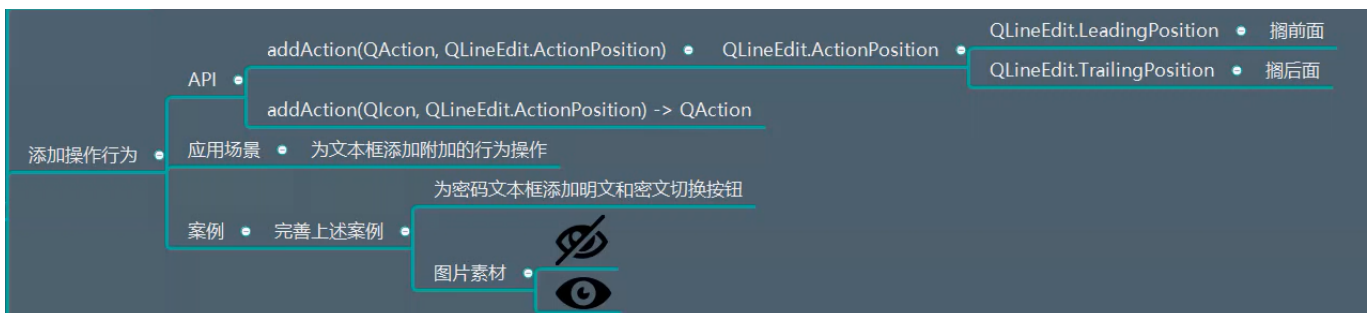 添加操作行为
API
addAction(QAction, QLineEdit.ActionPosition)
QLineEdit.ActionPosition
QLineEdit.LeadingPosition
搁前面
QLineEdit.TrailingPosition
搁后面
addAction(QIcon, QLineEdit.ActionPosition) -> QAction
应用场景
为文本框添加附加的行为操作
案例
完善上述案例
为密码文本框添加明文和密文切换按钮
图片素材